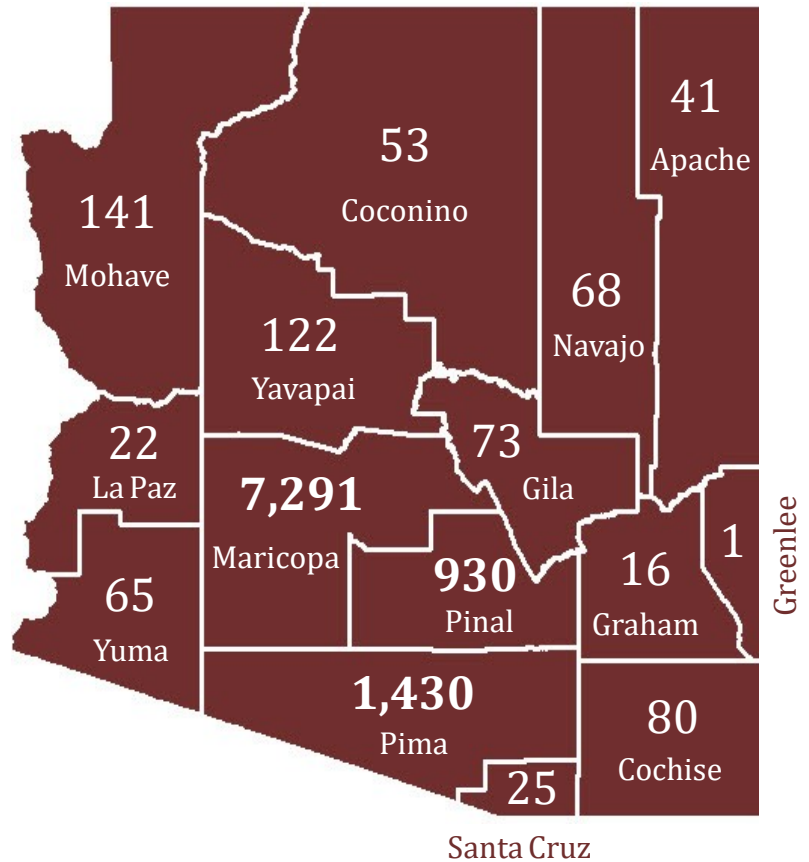 41
Apache
53
Coconino
141
Mohave
68
Navajo
122
Yavapai
22
La Paz
73
Gila
7,291
Maricopa
1
Greenlee
930
Pinal
16
Graham
65
Yuma
1,430
Pima
80
Cochise
25
Santa Cruz